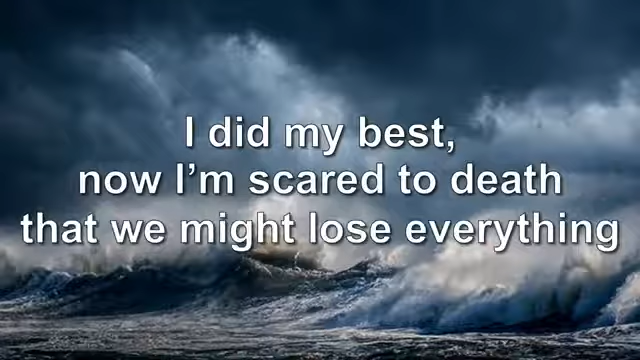 I did my best,
now I’m scared to death
that we might lose everything